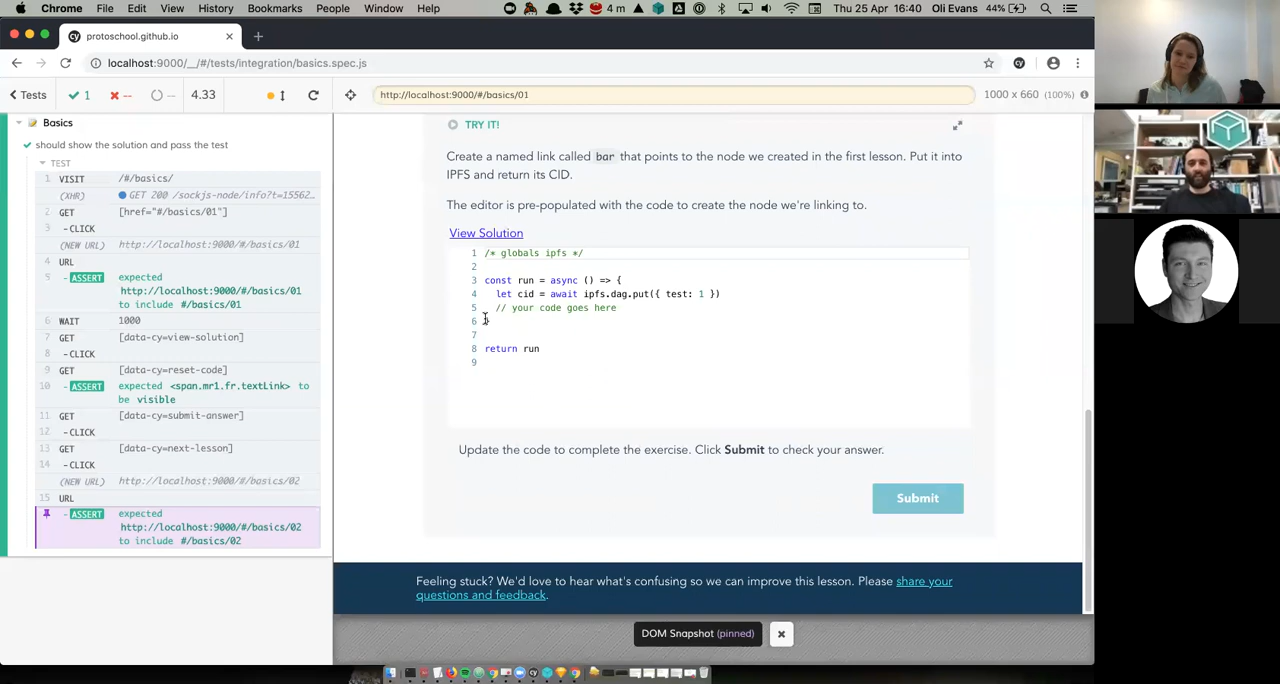 Chrome File Edit View History Bookmarks People Window Help
4 m
Thu 25 Apr 16:40 Oli Evans 44%
protoschool.github.io
localhost:9000/__/#/tests/integration/basics.spec.js
Tests 1 -- -- 4.33
http://localhost:9000/#/basics/01
1000 x 660 (100%)
Basics
should show the solution and pass the test
TEST
1 VISIT /#/basics/
(XHR) GET 200 /sockjs-node/info?t=15562…
2 GET [href="#/basics/01"]
3 -CLICK
(NEW URL) http://localhost:9000/#/basics/01
4 URL
5 -ASSERT expected
http://localhost:9000/#/basics/01
to include #/basics/01
6 WAIT 1000
7 GET [data-cy=view-solution]
8 -CLICK
9 GET [data-cy=reset-code]
10 -ASSERT expected <span.mr1.fr.textLink> to
be visible
11 GET [data-cy=submit-answer]
12 -CLICK
13 GET [data-cy=next-lesson]
14 -CLICK
(NEW URL) http://localhost:9000/#/basics/02
15 URL
-ASSERT expected
http://localhost:9000/#/basics/02
to include #/basics/02
TRY IT!
Create a named link called bar that points to the node we created in the first lesson. Put it into
IPFS and return its CID.
The editor is pre-populated with the code to create the node we're linking to.
View Solution
1 /* globals ipfs */
2
3 const run = async () => {
4 let cid = await ipfs.dag.put({ test: 1 })
5 // your code goes here
6 }
7
8 return run
9
Update the code to complete the exercise. Click Submit to check your answer.
Submit
Feeling stuck? We'd love to hear what's confusing so we can improve this lesson. Please share your
questions and feedback.
DOM Snapshot (pinned)